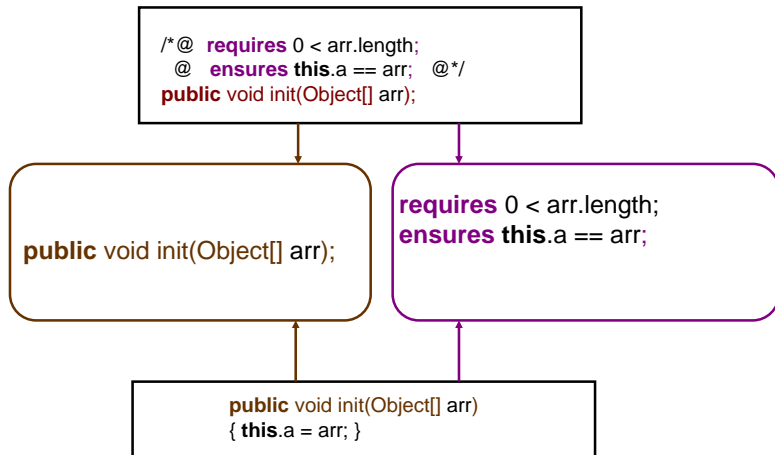 /*@ requires 0 < arr.length;
@ ensures this.a == arr; @*/
public void init(Object[] arr);
public void init(Object[] arr);
requires 0 < arr.length;
ensures this.a == arr;
public void init(Object[] arr)
{ this.a = arr; }